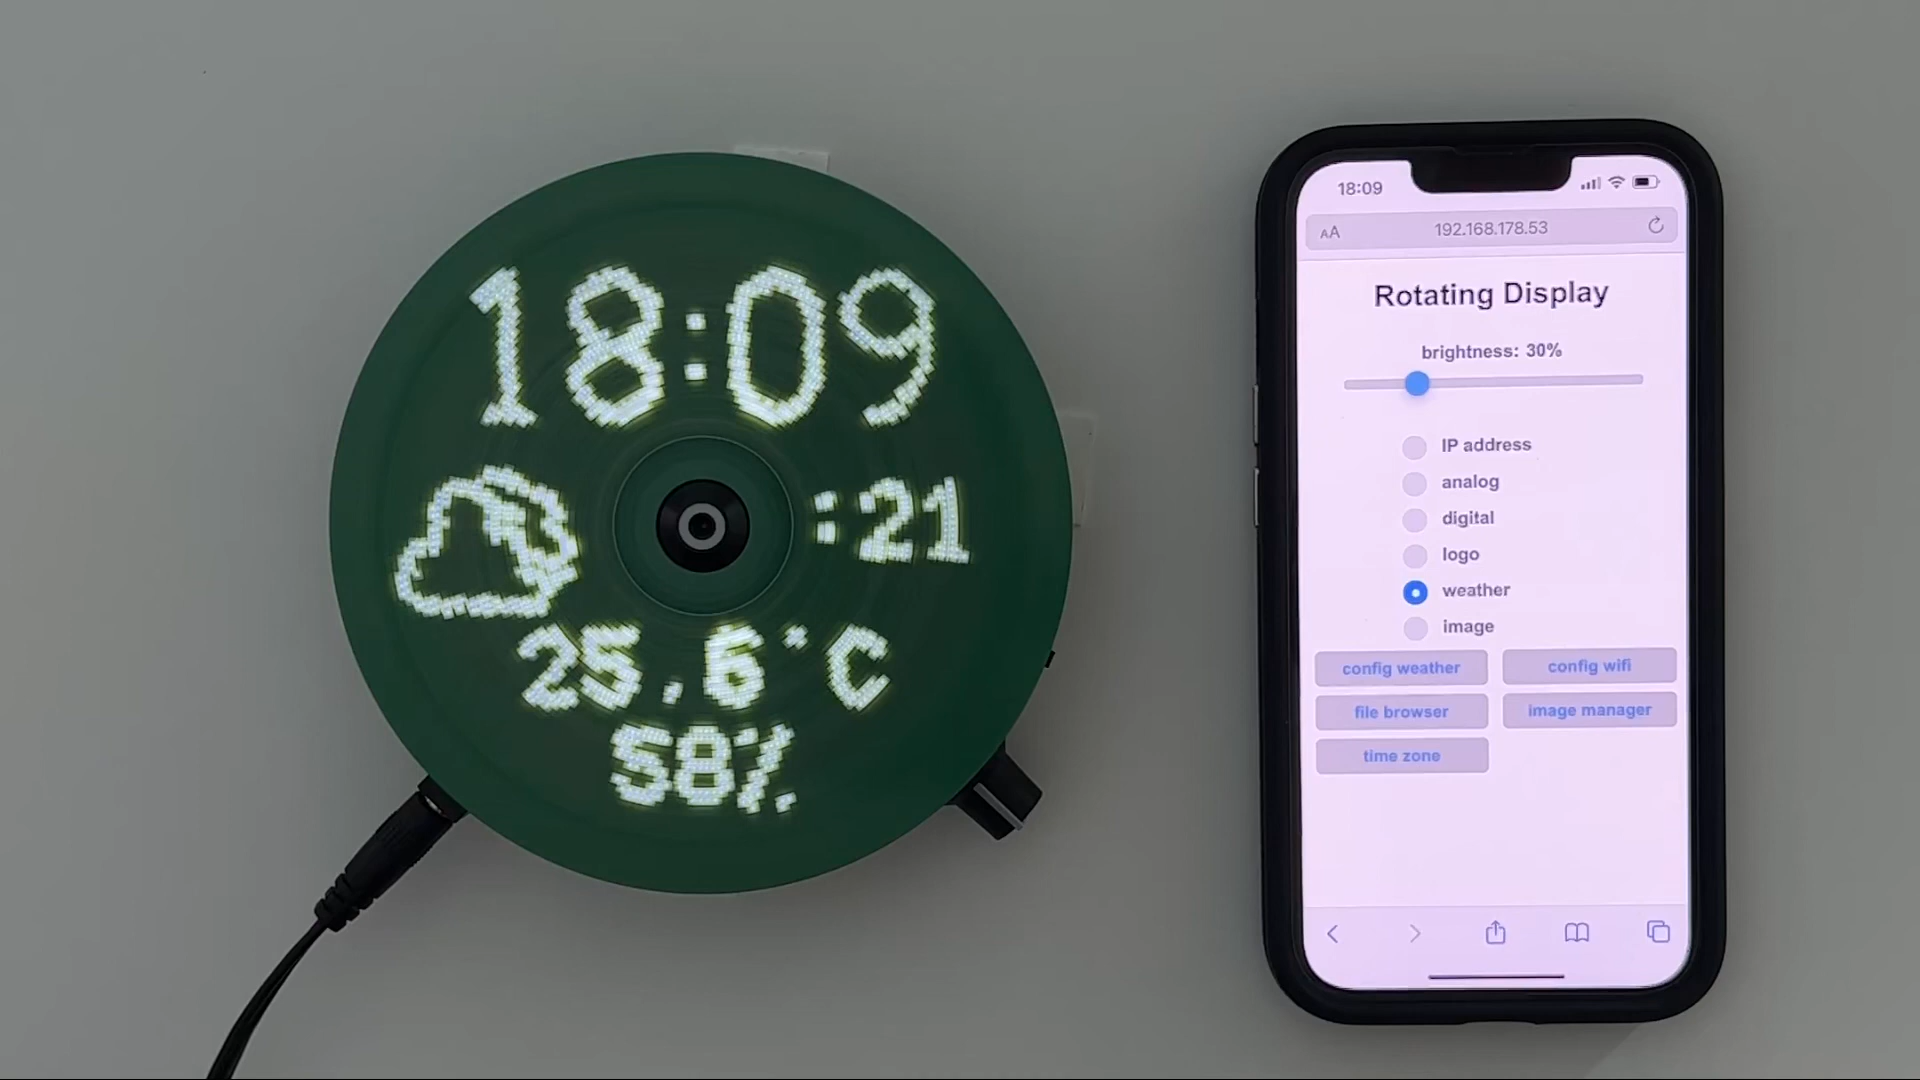 18:09
:21
25.6°C
58%
18:09
AA 192.168.178.53
Rotating Display
brightness: 30%
IP address
analog
digital
logo
weather
image
config weather config wifi
file browser image manager
time zone